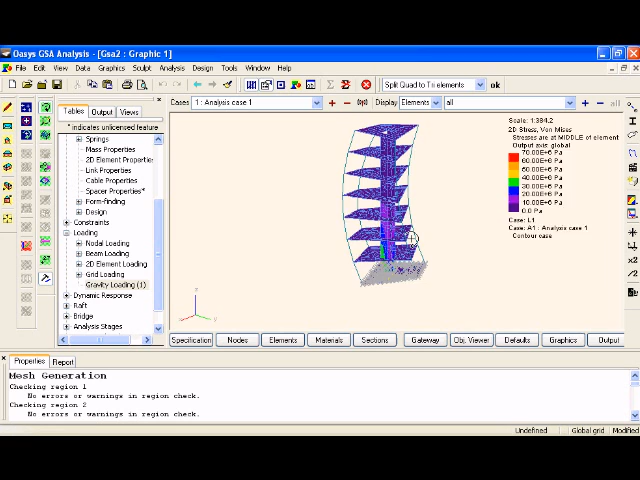 Oasys GSA Analysis - [Gsa2 : Graphic 1]
File Edit View Data Graphics Sculpt Analysis Design Tools Window Help
Split Quad to Tri elements
Tables Output Views
Cases 1 : Analysis case 1 Display Elements all
* indicates unlicenced feature
Springs
Mass Properties
2D Element Propertie
Link Properties
Cable Properties
Spacer Properties*
Form-finding
Design
Constraints
Loading
Nodal Loading
Beam Loading
2D Element Loading
Grid Loading
Gravity Loading (1)
Dynamic Response
Raft
Bridge
Analysis Stages
Scale: 1:384.2
2D Stress, Von Mises
Stresses are at MIDDLE of element
Output axis: global
70.00E+6 Pa
60.00E+6 Pa
50.00E+6 Pa
40.00E+6 Pa
30.00E+6 Pa
20.00E+6 Pa
10.00E+6 Pa
0.0 Pa
Case: L1
Case: A1 : Analysis case 1
Contour case
z
x y
Specification Nodes Elements Materials Sections Gateway Obj. Viewer Defaults Graphics Output
Properties Report
Mesh Generation
Checking region 1
No errors or warnings in region check.
Checking region 2
No errors or warnings in region check.
Undefined Global grid Modified